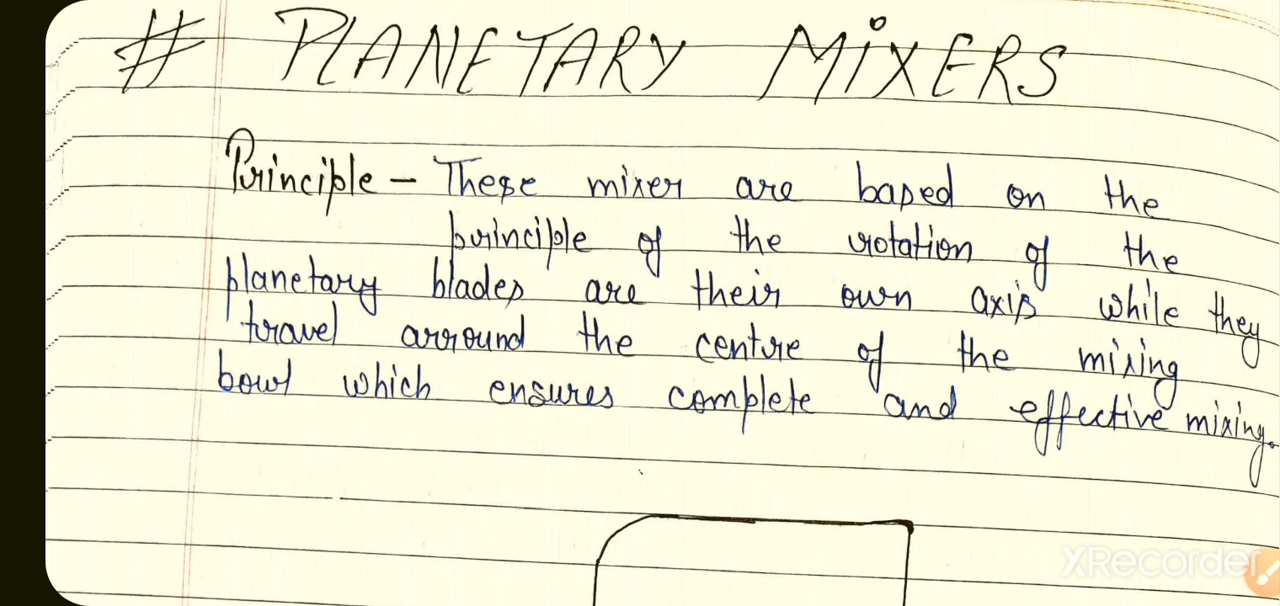 # PLANETARY MIXERS
Principle - These mixer are based on the
principle of the rotation of the
planetary blades are their own axis while they
travel arround the centre of the mixing
bowl which ensures complete and effective mixing.
XRecorder